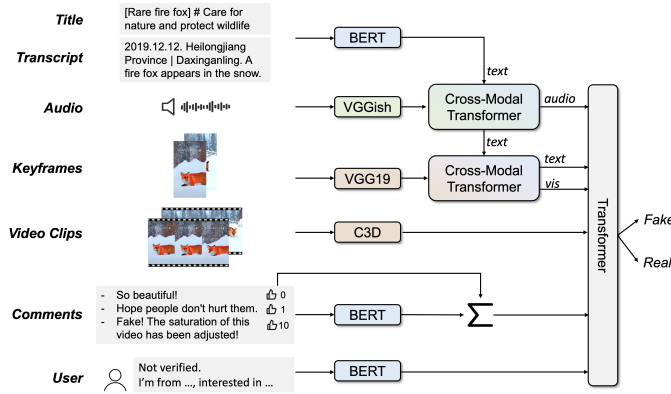 Title
[Rare fire fox] # Care for
nature and protect wildlife
BERT
Transcript
2019.12.12. Heilongjiang
Province | Daxinganling. A
fire fox appears in the snow.
text
Audio
VGGish
Cross-Modal
Transformer
audio
text
Keyframes
VGG19
Cross-Modal
Transformer
text
vis
Video Clips
C3D
Transformer
Fake
Real
Comments
- So beautiful!
0
- Hope people don't hurt them.
1
- Fake! The saturation of this
10
video has been adjusted!
BERT
Σ
User
Not verified.
I'm from ..., interested in ...
BERT